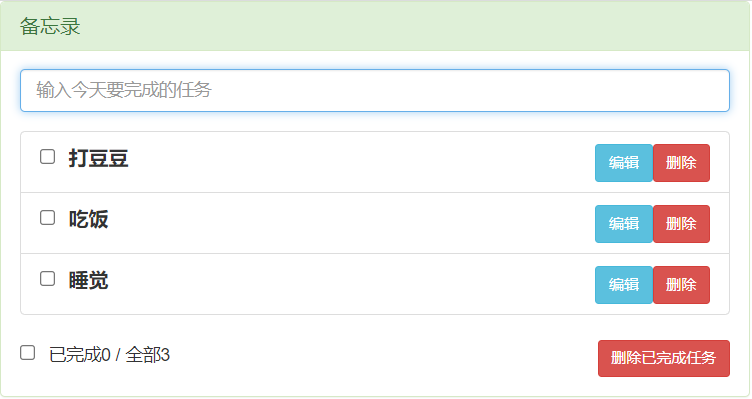 备忘录
输入今天要完成的任务
打豆豆 编辑 删除
吃饭 编辑 删除
睡觉 编辑 删除
已完成0 / 全部3 删除已完成任务